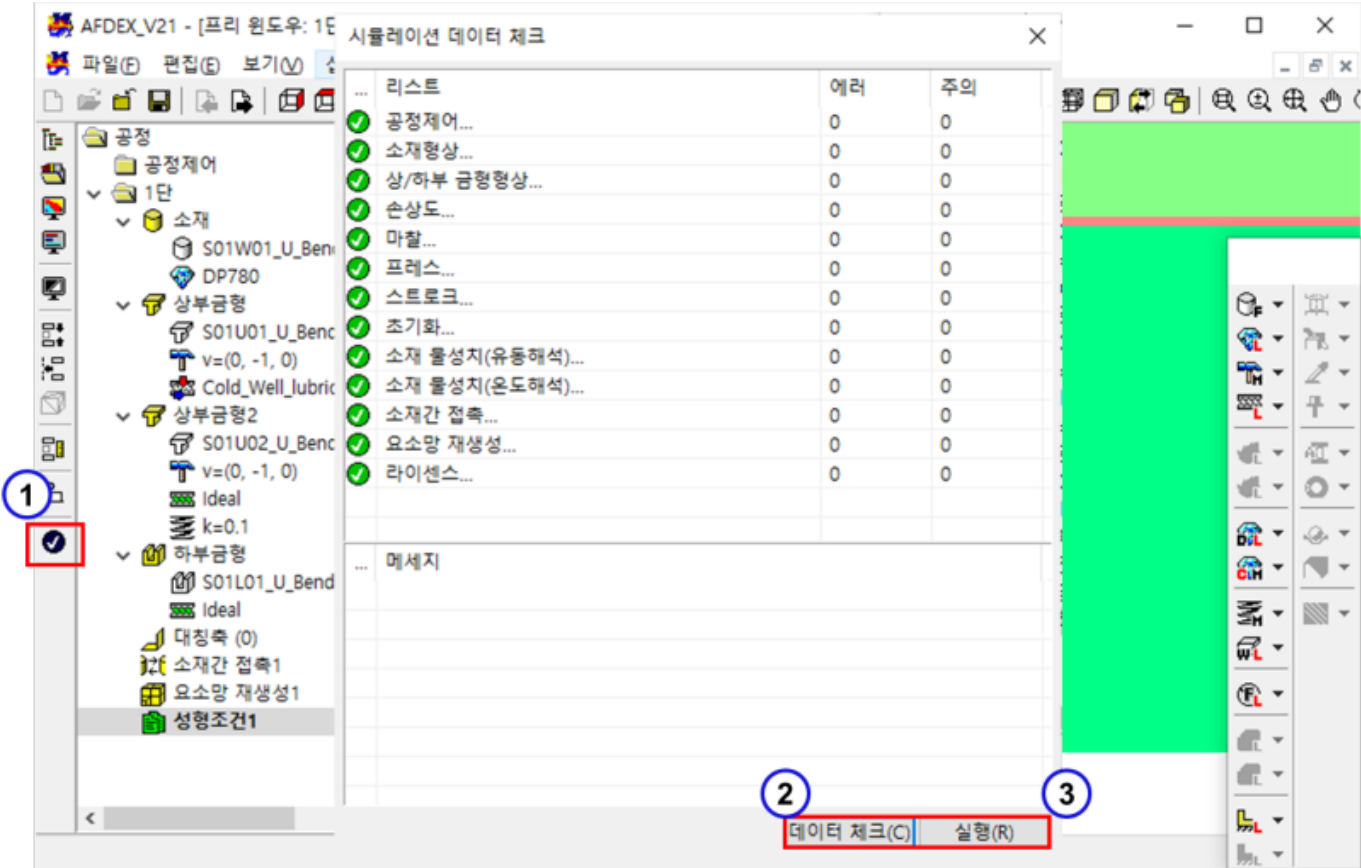 AFDEX_V21 - [프리 윈도우: 1단
파일(F) 편집(E) 보기(V)
공정
공정제어
1단
소재
S01W01_U_Ben
DP780
상부금형
S01U01_U_Benc
v=(0, -1, 0)
Cold_Well_lubric
상부금형2
S01U02_U_Benc
v=(0, -1, 0)
Ideal
k=0.1
하부금형
S01L01_U_Bend
Ideal
대칭축 (0)
소재간 접촉1
요소망 재생성1
성형조건1
1
시뮬레이션 데이터 체크
... 리스트 에러 주의
공정제어... 0 0
소재형상... 0 0
상/하부 금형형상... 0 0
손상도... 0 0
마찰... 0 0
프레스... 0 0
스트로크... 0 0
초기화... 0 0
소재 물성치(유동해석)... 0 0
소재 물성치(온도해석)... 0 0
소재간 접촉... 0 0
요소망 재생성... 0 0
라이센스... 0 0
... 메세지
2 3
데이터 체크(C) 실행(R)